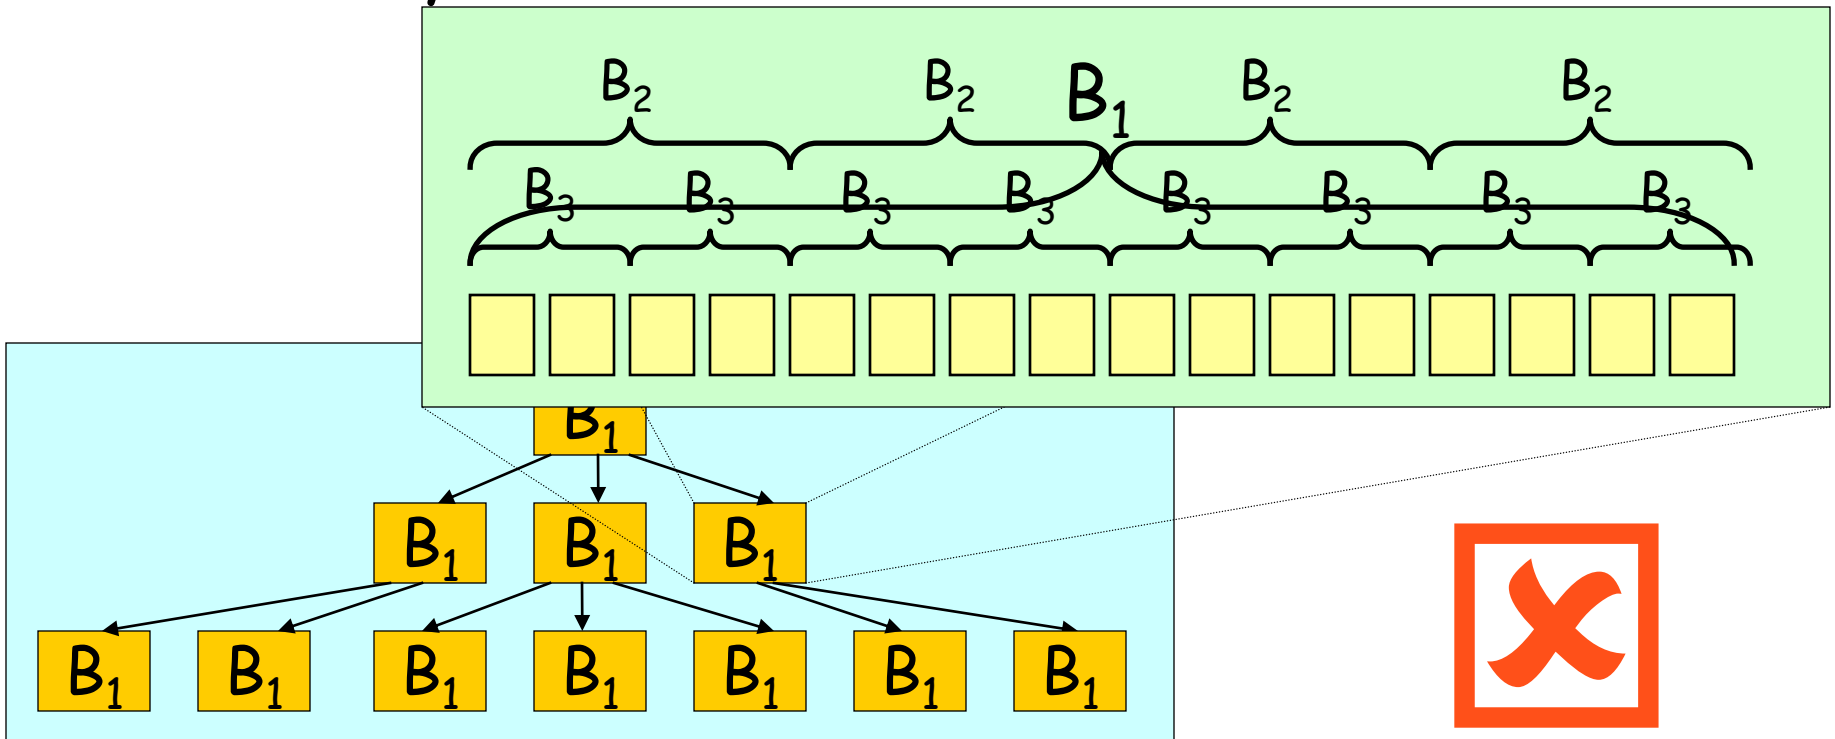 B₂ B₂ B₁ B₂ B₂
B₃ B₃ B₃ B₃ B₃ B₃ B₃ B₃
B₁
B₁ B₁ B₁
B₁ B₁ B₁ B₁ B₁ B₁ B₁